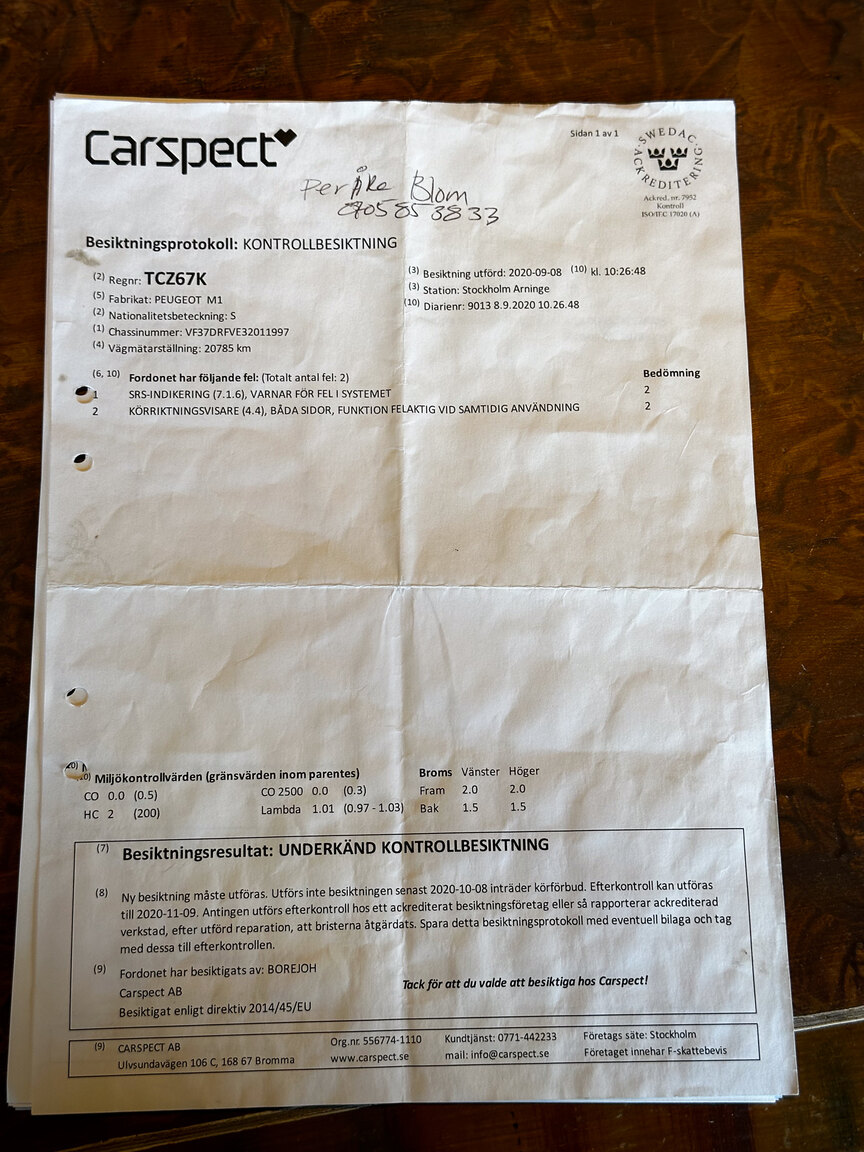 Carspect
Sidan 1 av 1
SWEDAC ACKREDITERING
Ackred. nr. 7952
Kontroll
ISO/IEC 17020 (A)
Per Åke Blom
070585 3833
Besiktningsprotokoll: KONTROLLBESIKTNING
(2) Regnr: TCZ67K
(5) Fabrikat: PEUGEOT M1
(2) Nationalitetsbeteckning: S
(1) Chassinummer: VF37DRFVE32011997
(4) Vägmätarställning: 20785 km
(3) Besiktning utförd: 2020-09-08 (10) kl. 10:26:48
(3) Station: Stockholm Arninge
(10) Diarienr: 9013 8.9.2020 10.26.48
(6, 10) Fordonet har följande fel: (Totalt antal fel: 2) Bedömning
1 SRS-INDIKERING (7.1.6), VARNAR FÖR FEL I SYSTEMET 2
2 KÖRRIKTNINGSVISARE (4.4), BÅDA SIDOR, FUNKTION FELAKTIG VID SAMTIDIG ANVÄNDNING 2
Miljökontrollvärden (gränsvärden inom parentes)
CO 0.0 (0.5) CO 2500 0.0 (0.3)
HC 2 (200) Lambda 1.01 (0.97 - 1.03)
Broms Vänster Höger
Fram 2.0 2.0
Bak 1.5 1.5
(7) Besiktningsresultat: UNDERKÄND KONTROLLBESIKTNING
(8) Ny besiktning måste utföras. Utförs inte besiktningen senast 2020-10-08 inträder körförbud. Efterkontroll kan utföras
till 2020-11-09. Antingen utförs efterkontroll hos ett ackrediterat besiktningsföretag eller så rapporterar ackrediterad
verkstad, efter utförd reparation, att bristerna åtgärdats. Spara detta besiktningsprotokoll med eventuell bilaga och tag
med dessa till efterkontrollen.
(9) Fordonet har besiktigats av: BOREJOH
Carspect AB
Besiktigat enligt direktiv 2014/45/EU
Tack för att du valde att besiktiga hos Carspect!
(9) CARSPECT AB
Ulvsundavägen 106 C, 168 67 Bromma
Org.nr. 556774-1110
www.carspect.se
Kundtjänst: 0771-442233
mail: info@carspect.se
Företags säte: Stockholm
Företaget innehar F-skattebevis